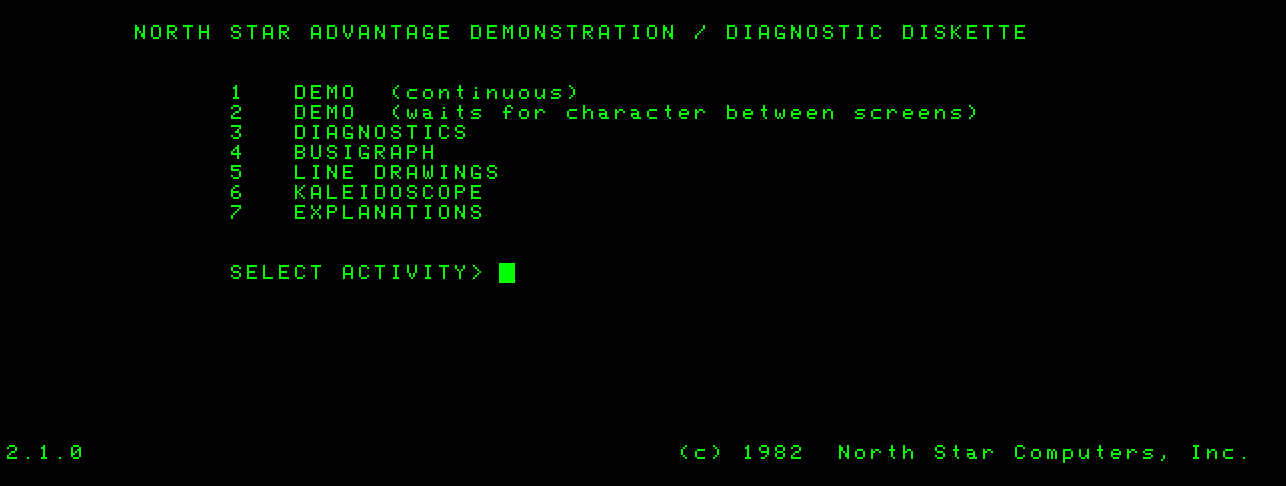 NORTH STAR ADVANTAGE DEMONSTRATION / DIAGNOSTIC DISKETTE
1 DEMO (continuous)
2 DEMO (waits for character between screens)
3 DIAGNOSTICS
4 BUSIGRAPH
5 LINE DRAWINGS
6 KALEIDOSCOPE
7 EXPLANATIONS
SELECT ACTIVITY>
2.1.0 (c) 1982 North Star Computers, Inc.